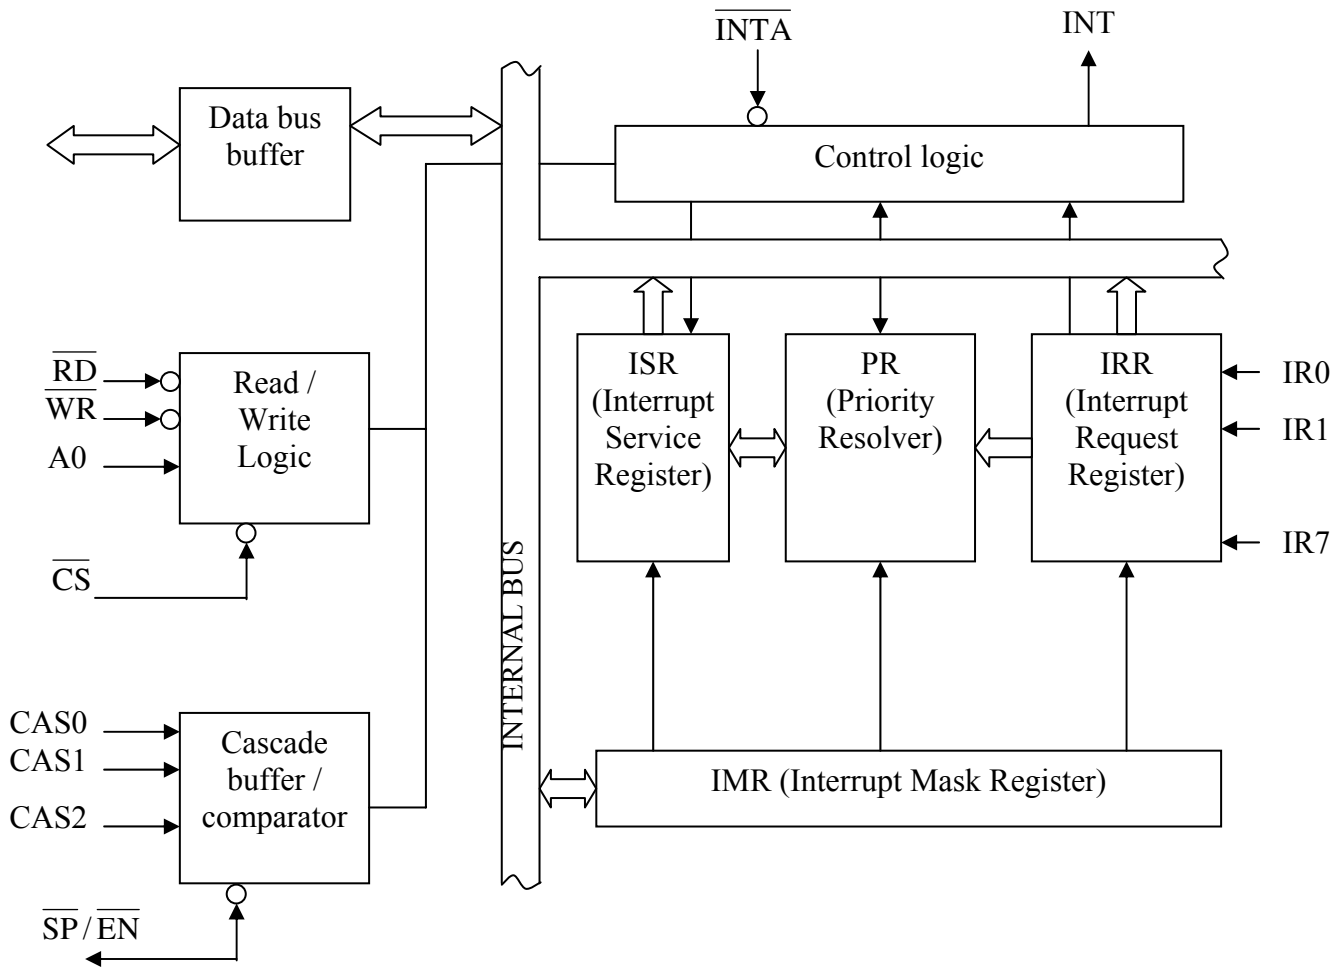 INTA
INT
Data bus
buffer
Control logic
RD
WR
A0
Read /
Write
Logic
CS
ISR
(Interrupt
Service
Register)
PR
(Priority
Resolver)
IRR
(Interrupt
Request
Register)
IR0
IR1
IR7
INTERNAL BUS
CAS0
CAS1
CAS2
Cascade
buffer /
comparator
IMR (Interrupt Mask Register)
SP / EN